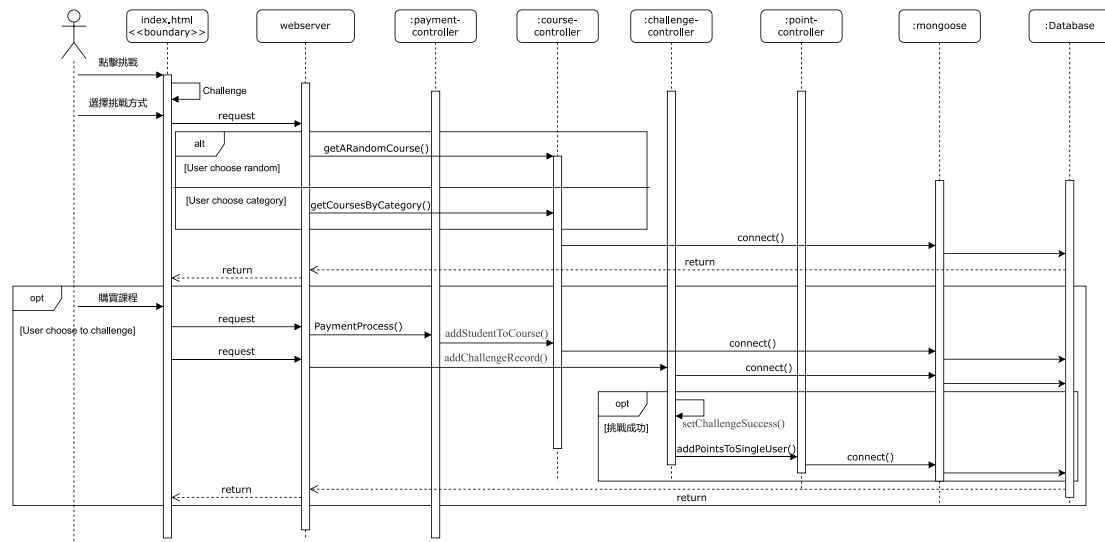 index.html
<<boundary>>
webserver
:payment-
controller
:course-
controller
:challenge-
controller
:point-
controller
:mongoose
:Database
點擊挑戰
Challenge
選擇挑戰方式
request
alt
getARandomCourse()
[User choose random]
[User choose category]
getCoursesByCategory()
connect()
return
return
opt
購買課程
[User choose to challenge]
request
PaymentProcess()
addStudentToCourse()
connect()
request
addChallengeRecord()
connect()
opt
setChallengeSuccess()
[挑戰成功]
addPointsToSingleUser()
connect()
return
return